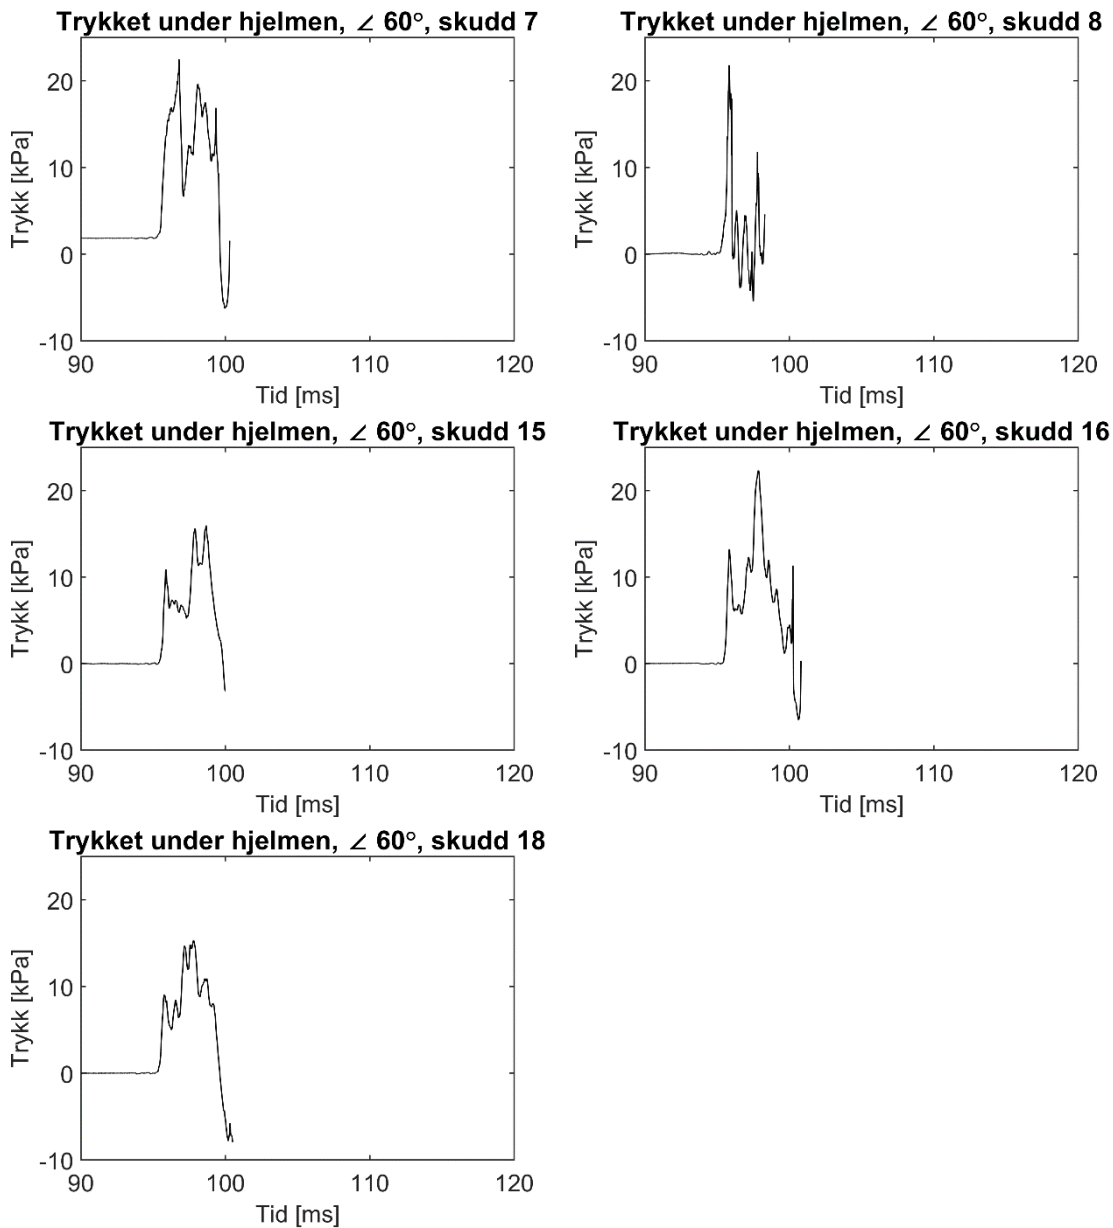 Trykket under hjelmen, ∠ 60°, skudd 7
20
10
0
-10
Trykk [kPa]
90 100 110 120
Tid [ms]
Trykket under hjelmen, ∠ 60°, skudd 8
20
10
0
-10
Trykk [kPa]
90 100 110 120
Tid [ms]
Trykket under hjelmen, ∠ 60°, skudd 15
20
10
0
-10
Trykk [kPa]
90 100 110 120
Tid [ms]
Trykket under hjelmen, ∠ 60°, skudd 16
20
10
0
-10
Trykk [kPa]
90 100 110 120
Tid [ms]
Trykket under hjelmen, ∠ 60°, skudd 18
20
10
0
-10
Trykk [kPa]
90 100 110 120
Tid [ms]